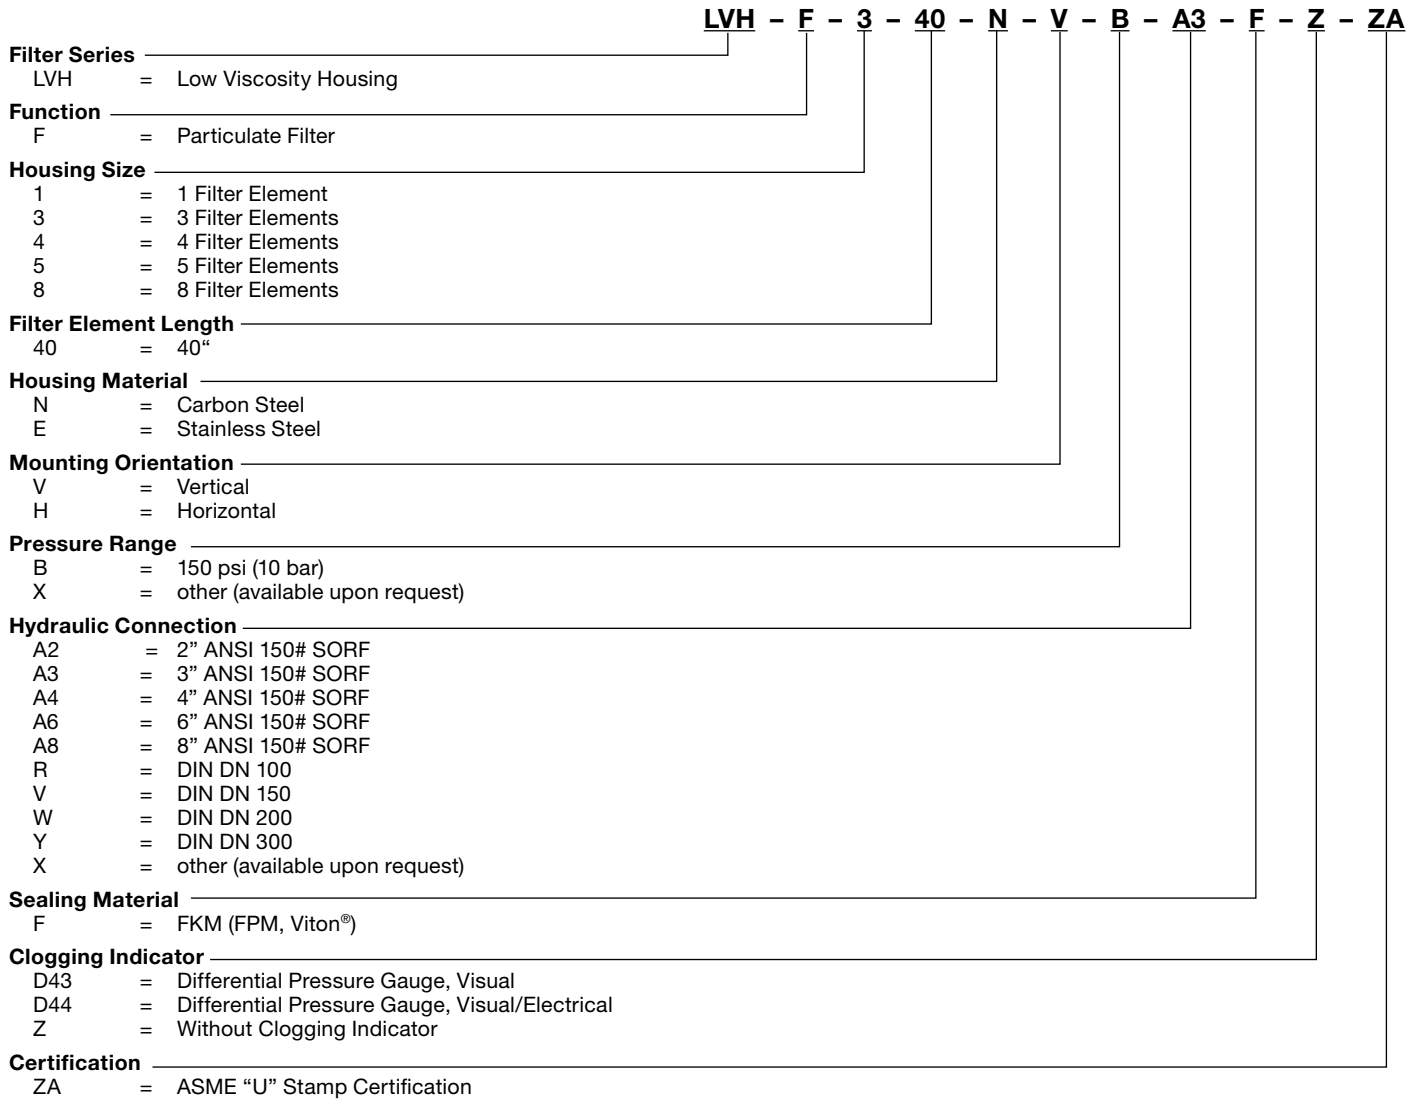 LVH – F – 3 – 40 – N – V – B – A3 – F – Z – ZA
Filter Series
LVH = Low Viscosity Housing
Function
F = Particulate Filter
Housing Size
1 = 1 Filter Element
3 = 3 Filter Elements
4 = 4 Filter Elements
5 = 5 Filter Elements
8 = 8 Filter Elements
Filter Element Length
40 = 40“
Housing Material
N = Carbon Steel
E = Stainless Steel
Mounting Orientation
V = Vertical
H = Horizontal
Pressure Range
B = 150 psi (10 bar)
X = other (available upon request)
Hydraulic Connection
A2 = 2” ANSI 150# SORF
A3 = 3” ANSI 150# SORF
A4 = 4” ANSI 150# SORF
A6 = 6” ANSI 150# SORF
A8 = 8” ANSI 150# SORF
R = DIN DN 100
V = DIN DN 150
W = DIN DN 200
Y = DIN DN 300
X = other (available upon request)
Sealing Material
F = FKM (FPM, Viton®)
Clogging Indicator
D43 = Differential Pressure Gauge, Visual
D44 = Differential Pressure Gauge, Visual/Electrical
Z = Without Clogging Indicator
Certification
ZA = ASME “U” Stamp Certification